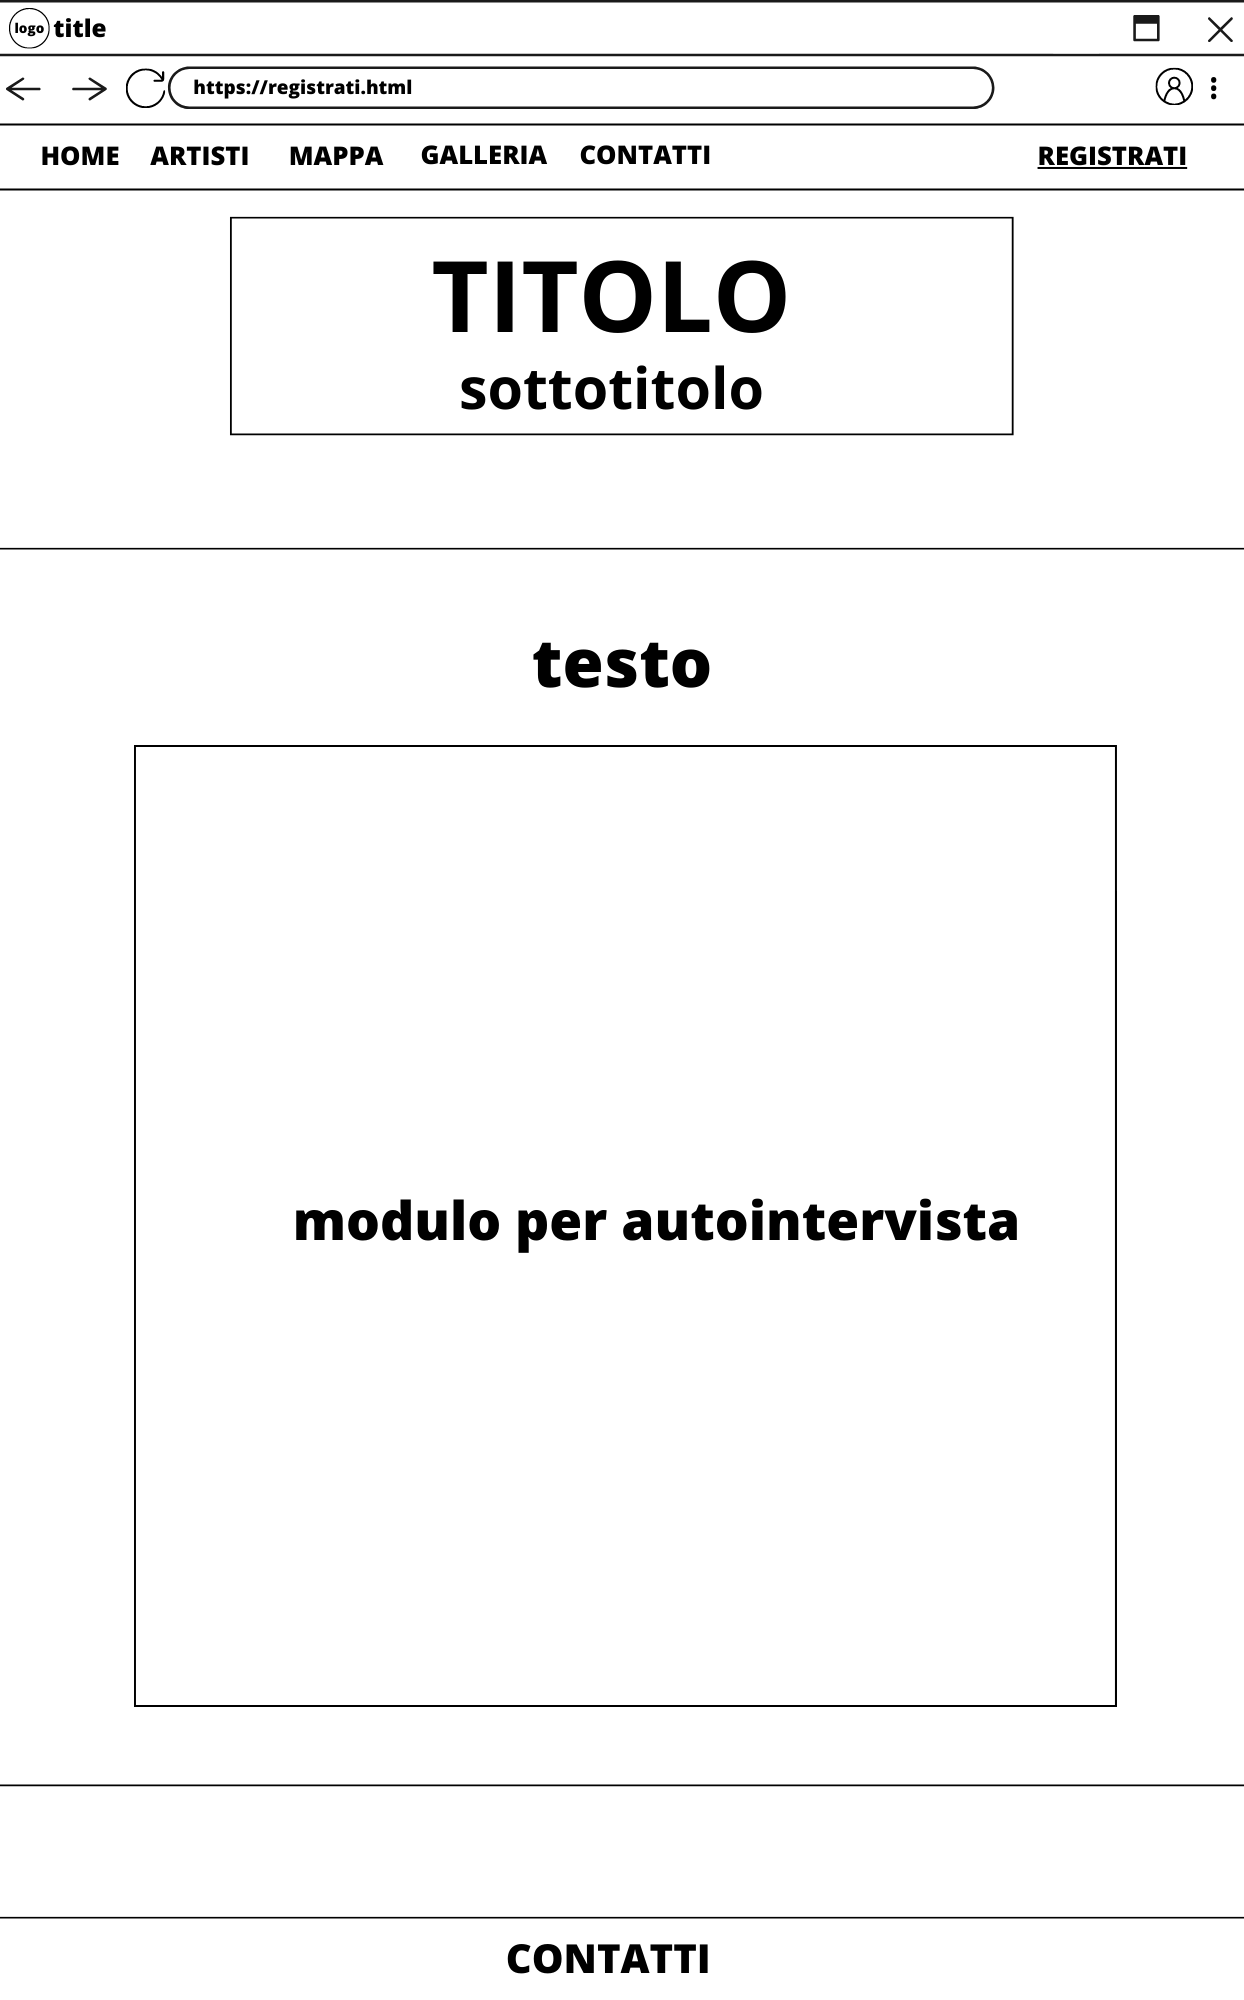 logo title
https://registrati.html
HOME ARTISTI MAPPA GALLERIA CONTATTI REGISTRATI
TITOLO
sottotitolo
testo
modulo per autointervista
CONTATTI